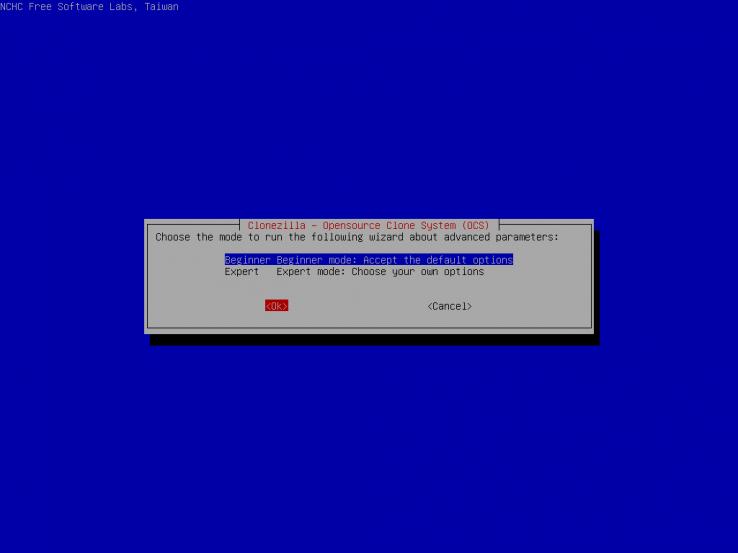 NCHC Free Software Labs, Taiwan
Clonezilla - Opensource Clone System (OCS)
Choose the mode to run the following wizard about advanced parameters:
Beginner Beginner mode: Accept the default options
Expert Expert mode: Choose your own options
<Ok> <Cancel>